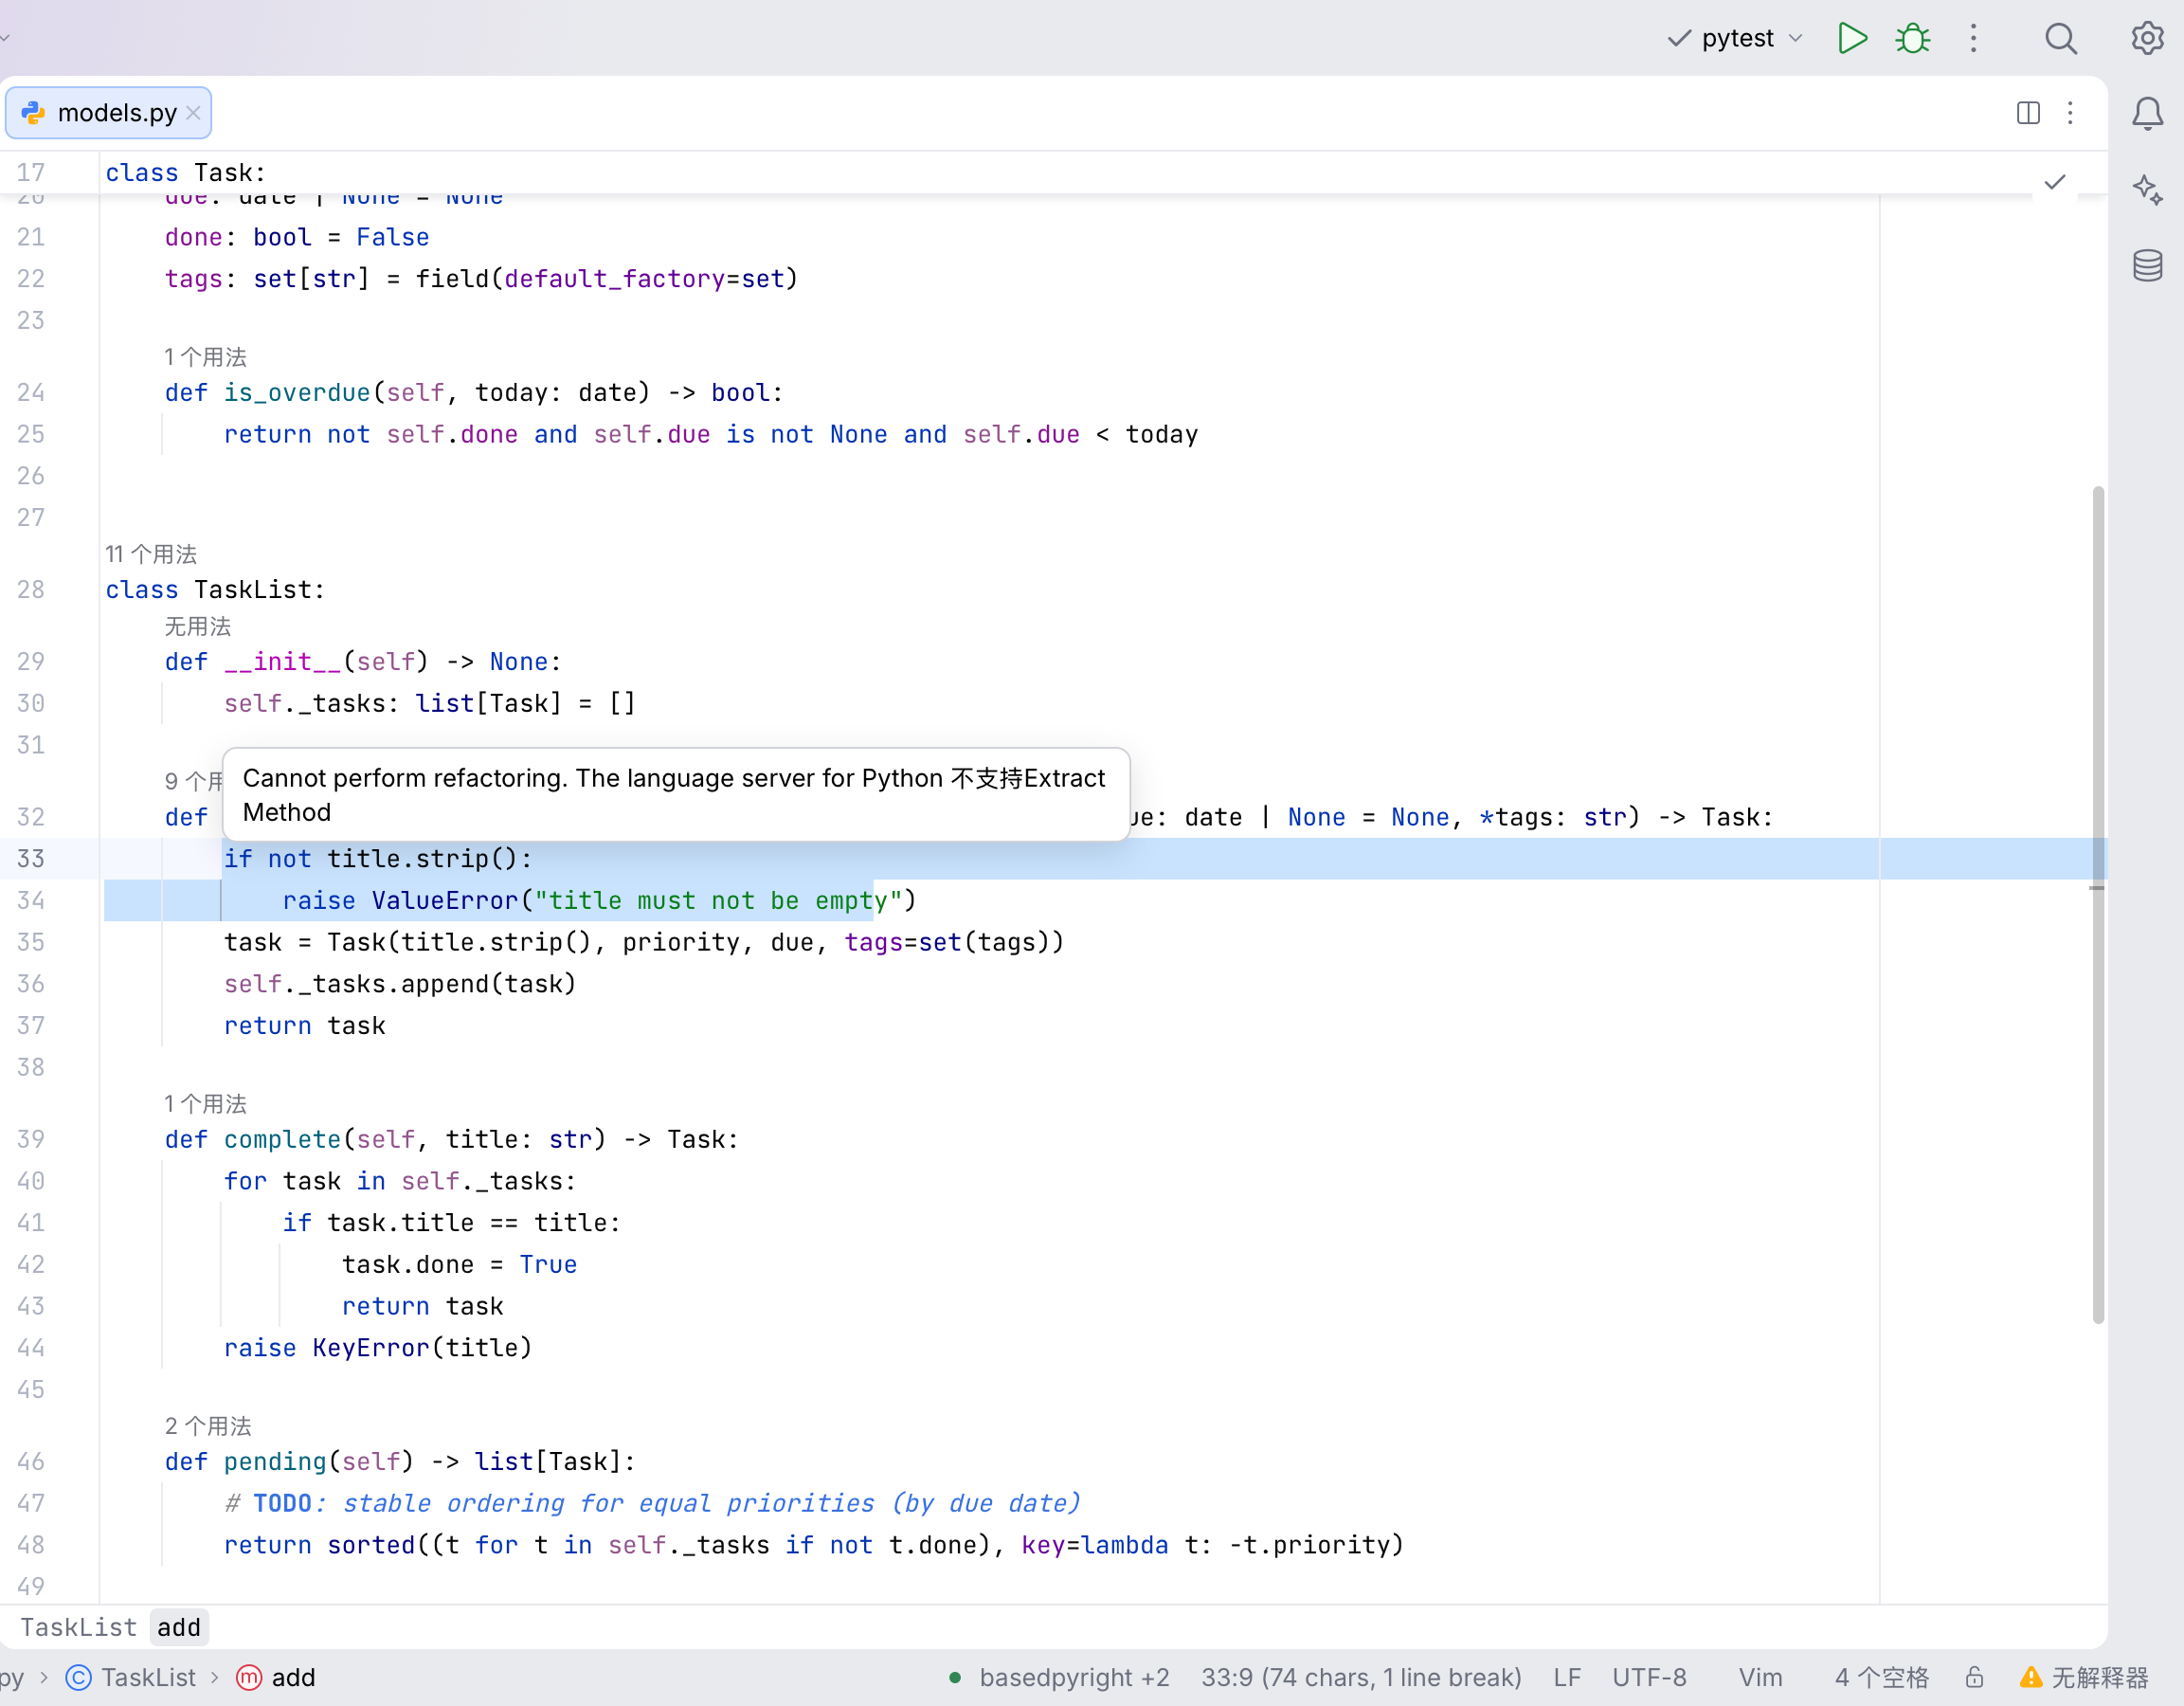 pytest
models.py
17 class Task:
20 due: date | None = None
21 done: bool = False
22 tags: set[str] = field(default_factory=set)
23
1 个用法
24 def is_overdue(self, today: date) -> bool:
25 return not self.done and self.due is not None and self.due < today
26
27
11 个用法
28 class TaskList:
无用法
29 def __init__(self) -> None:
30 self._tasks: list[Task] = []
31
9 个用
Cannot perform refactoring. The language server for Python 不支持Extract
Method
32 def ue: date | None = None, *tags: str) -> Task:
33 if not title.strip():
34 raise ValueError("title must not be empty")
35 task = Task(title.strip(), priority, due, tags=set(tags))
36 self._tasks.append(task)
37 return task
38
1 个用法
39 def complete(self, title: str) -> Task:
40 for task in self._tasks:
41 if task.title == title:
42 task.done = True
43 return task
44 raise KeyError(title)
45
2 个用法
46 def pending(self) -> list[Task]:
47 # TODO: stable ordering for equal priorities (by due date)
48 return sorted((t for t in self._tasks if not t.done), key=lambda t: -t.priority)
49
TaskList add
py › TaskList › add basedpyright +2 33:9 (74 chars, 1 line break) LF UTF-8 Vim 4 个空格 无解释器